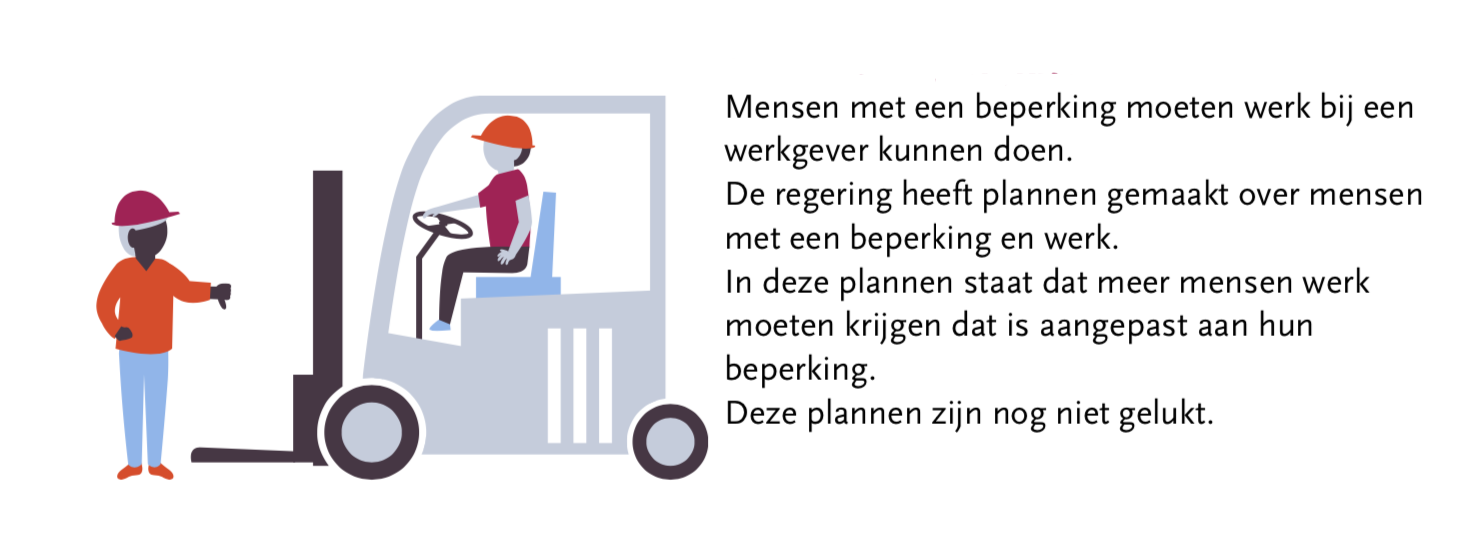 Mensen met een beperking moeten werk bij een
werkgever kunnen doen.
De regering heeft plannen gemaakt over mensen
met een beperking en werk.
In deze plannen staat dat meer mensen werk
moeten krijgen dat is aangepast aan hun
beperking.
Deze plannen zijn nog niet gelukt.